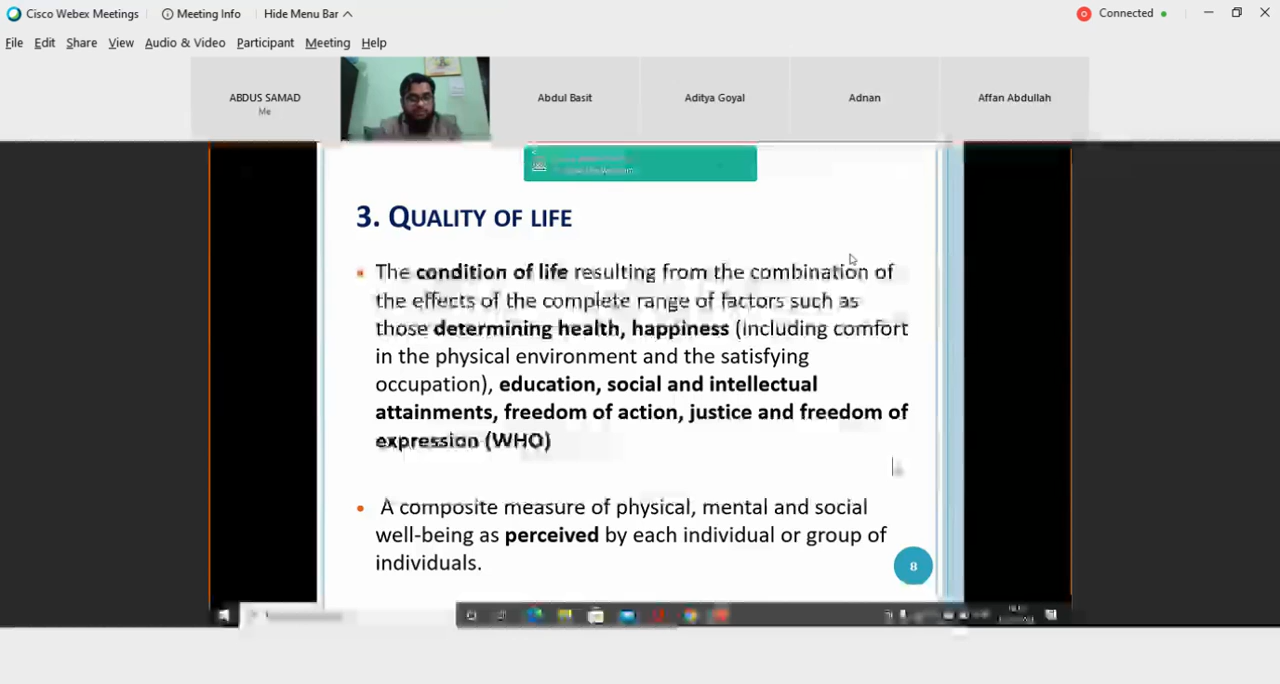 Cisco Webex Meetings
Meeting Info
Hide Menu Bar
Connected
File Edit Share View Audio & Video Participant Meeting Help
ABDUS SAMAD
Me
Abdul Basit
Aditya Goyal
Adnan
Affan Abdullah
3. QUALITY OF LIFE
The condition of life resulting from the combination of
the effects of the complete range of factors such as
those determining health, happiness (including comfort
in the physical environment and the satisfying
occupation), education, social and intellectual
attainments, freedom of action, justice and freedom of
expression (WHO)
A composite measure of physical, mental and social
well-being as perceived by each individual or group of
individuals.
8